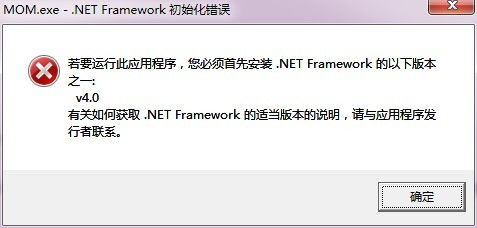 MOM.exe - .NET Framework 初始化错误
若要运行此应用程序，您必须首先安装 .NET Framework 的以下版本
之一:
v4.0
有关如何获取 .NET Framework 的适当版本的说明，请与应用程序发
行者联系。
确定